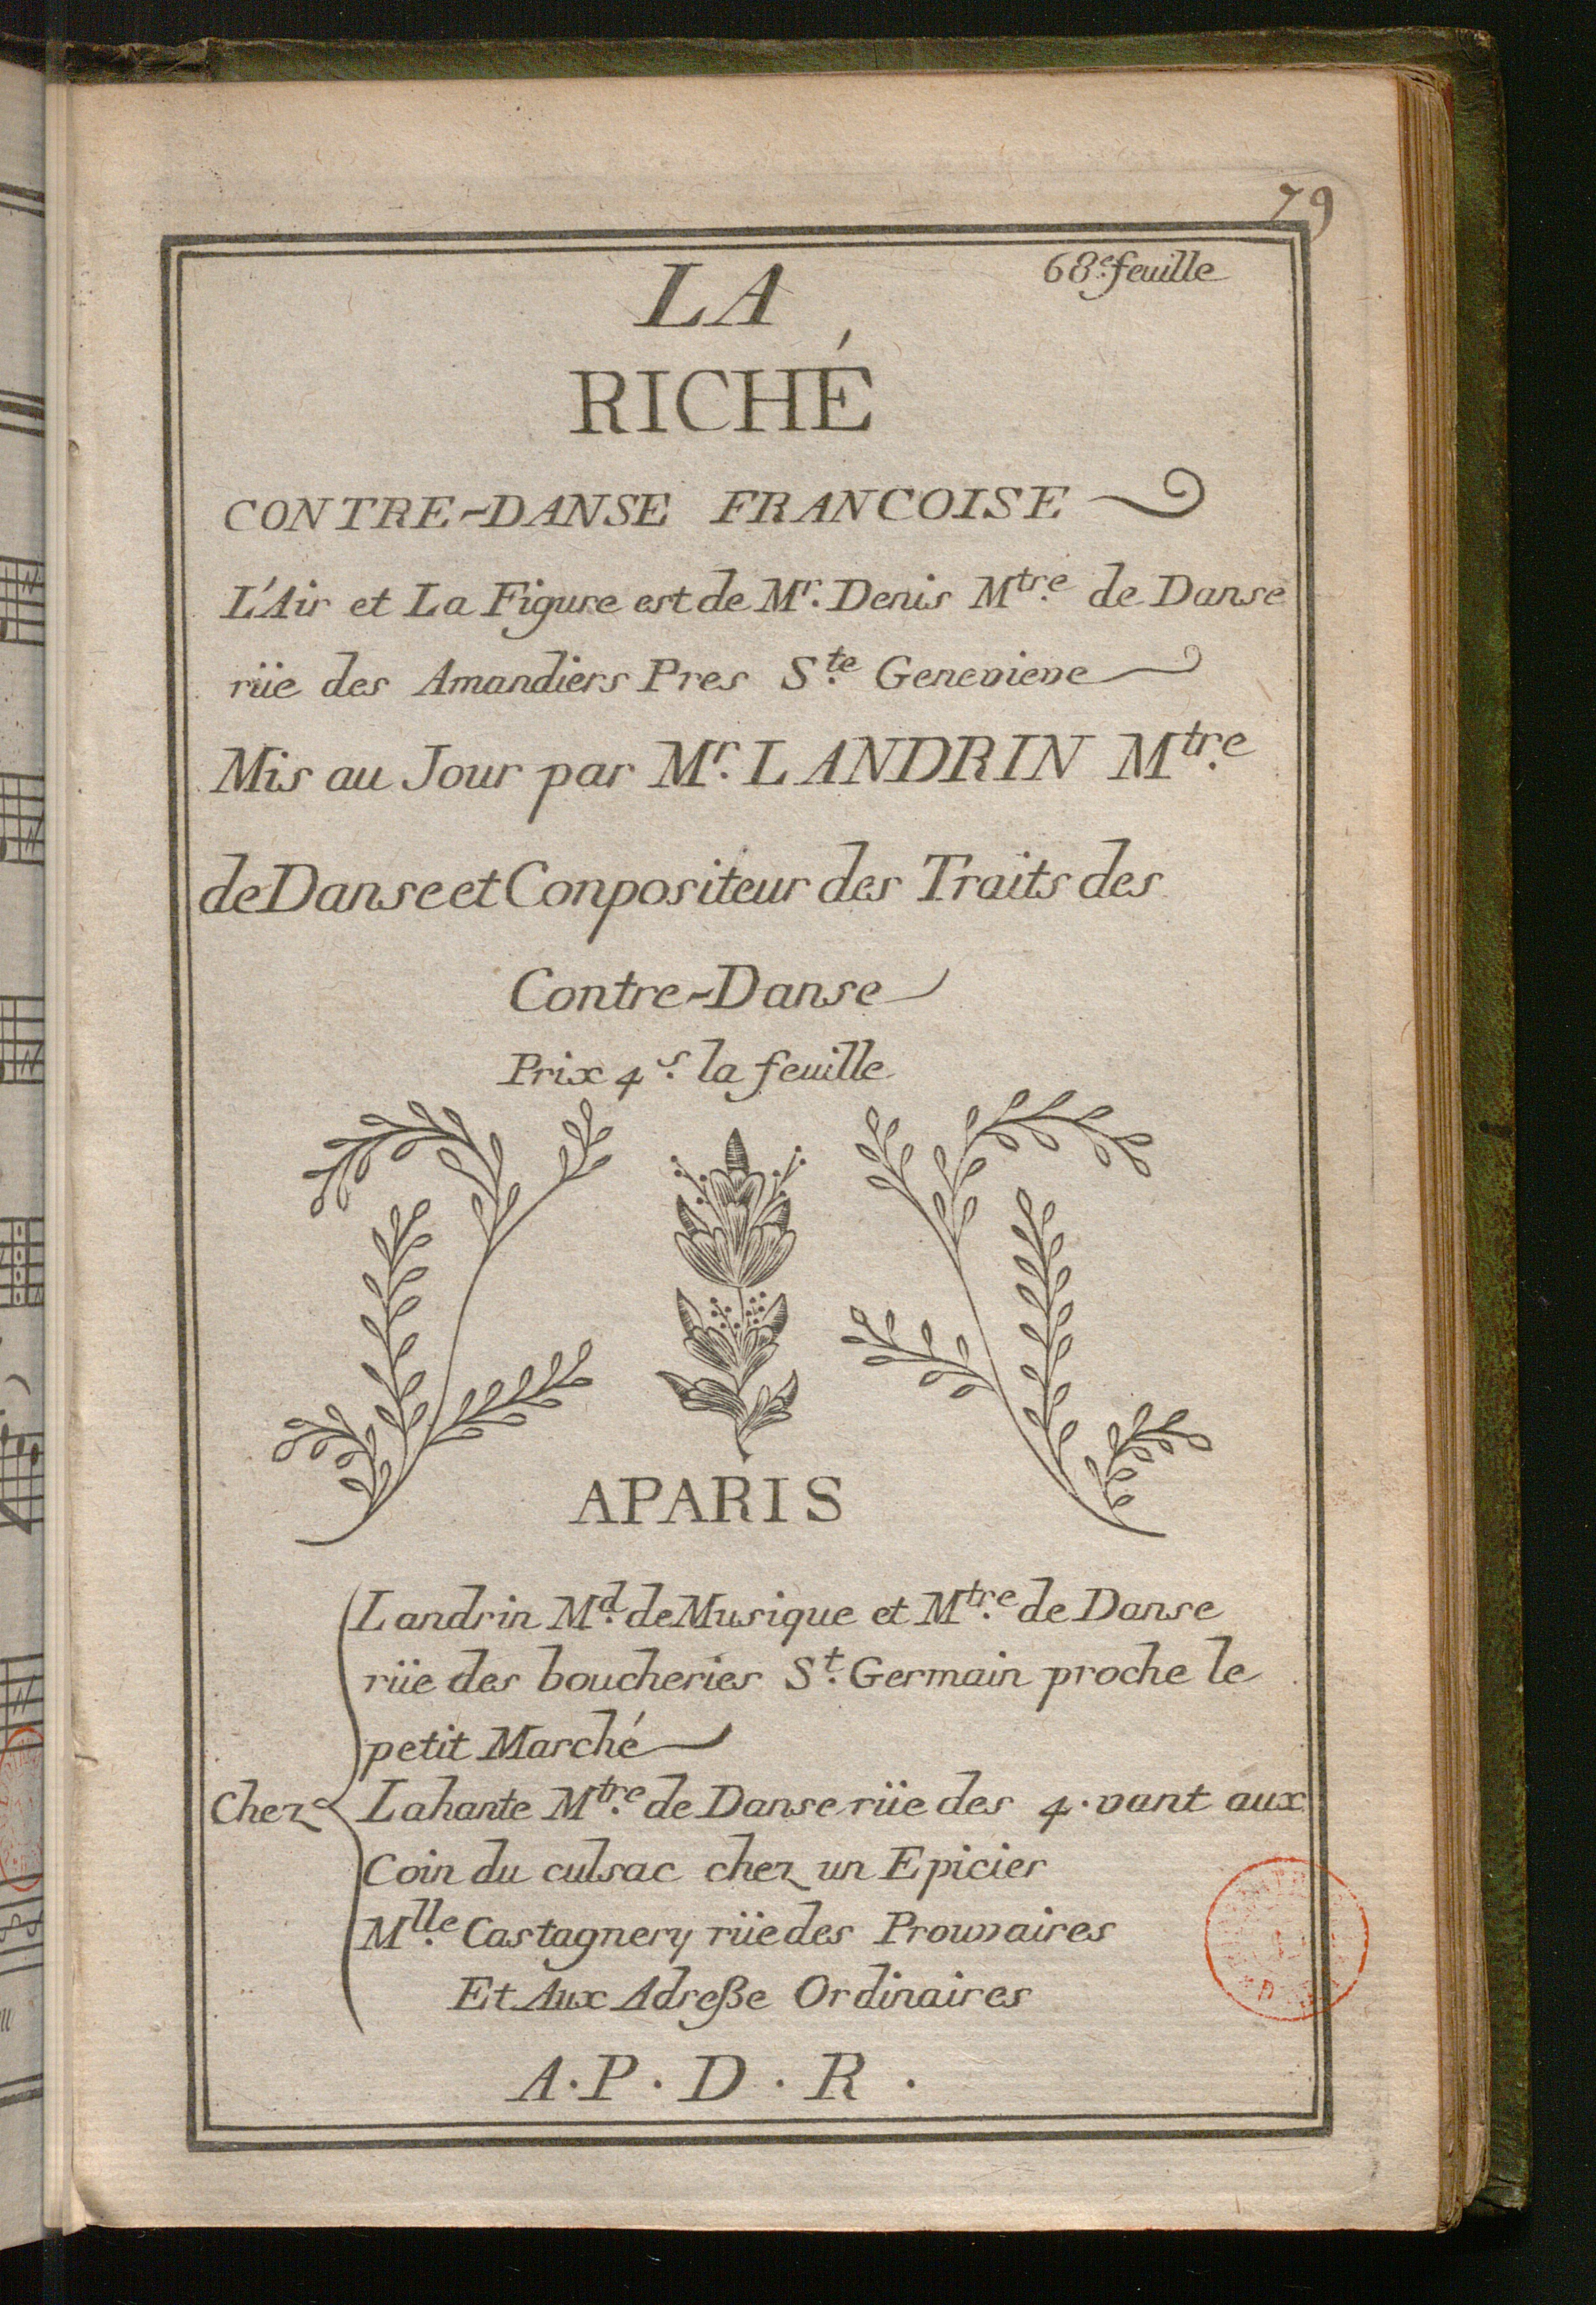 79
68.e feuille
LA
RICHÉ
CONTRE-DANSE FRANCOISE
L'Air et La Figure est de Mr. Denis Mtre. de Danse
rüe des Amandiers Pres Ste. Genevieve
Mis au Jour par Mr. LANDRIN Mtre.
de Danse et Conpositeur des Traits des
Contre-Danse
Prix 4 s. la feuille
APARIS
Landrin Md. de Musique et Mtre. de Danse
rüe des boucheries St. Germain proche le
petit Marché
Chez Lahante Mtre. de Danse rüe des 4. vant aux
Coin du culsac chez un Epicier
Mlle. Castagnery rüe des Prouvaires
Et Aux Adreße Ordinaires
A.P.D.R.